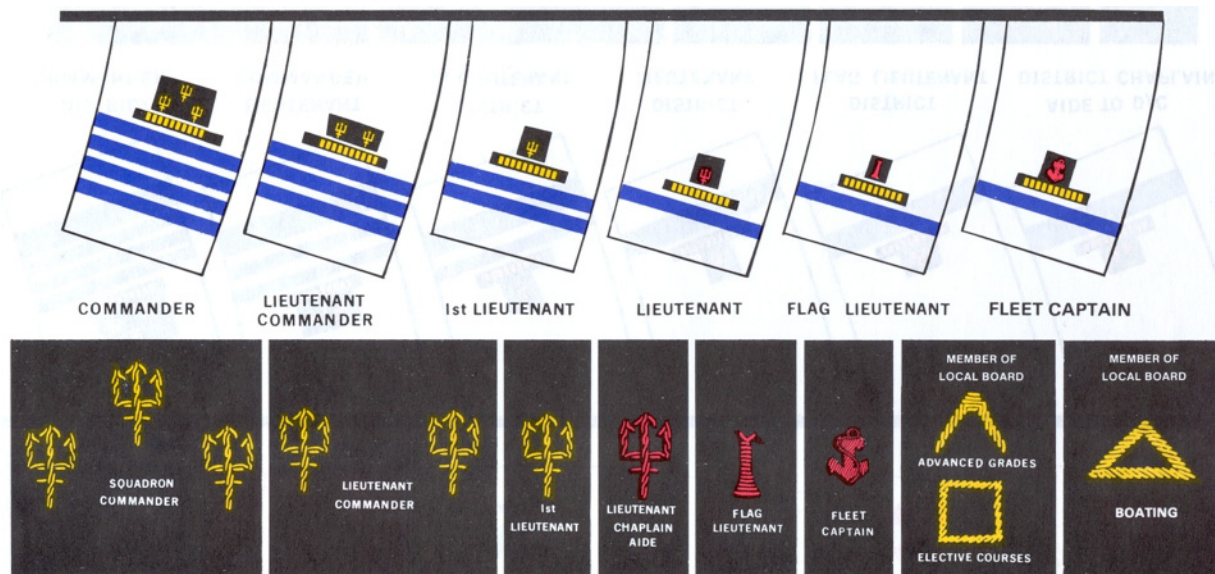 COMMANDER
LIEUTENANT
COMMANDER
1st LIEUTENANT
LIEUTENANT
FLAG LIEUTENANT
FLEET CAPTAIN
SQUADRON
COMMANDER
LIEUTENANT
COMMANDER
1st
LIEUTENANT
LIEUTENANT
CHAPLAIN
AIDE
FLAG
LIEUTENANT
FLEET
CAPTAIN
MEMBER OF
LOCAL BOARD
ADVANCED GRADES
ELECTIVE COURSES
MEMBER OF
LOCAL BOARD
BOATING